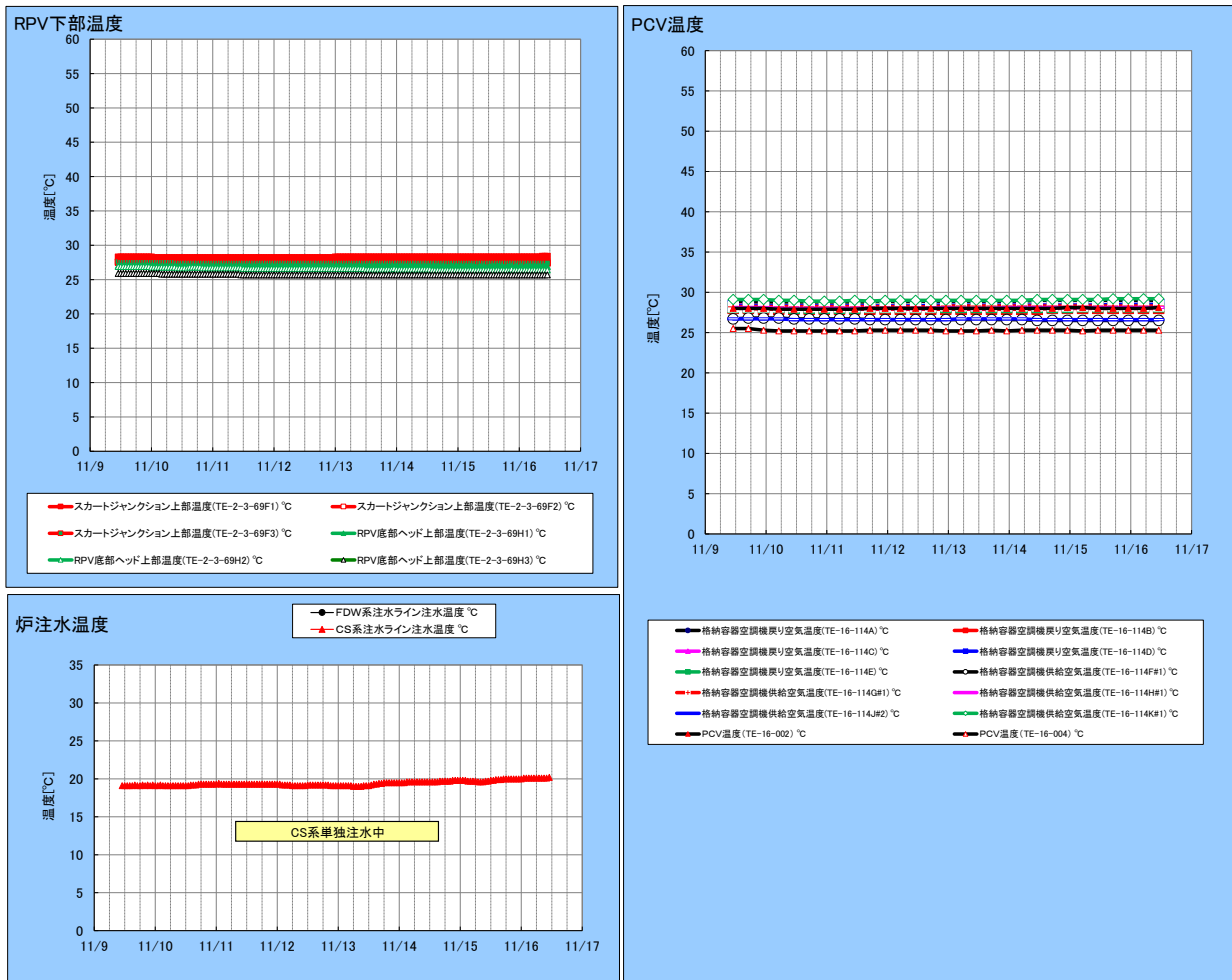 RPV下部温度
60
55
50
45
40
35
30
25
20
15
10
5
0
温度[℃]
11/9 11/10 11/11 11/12 11/13 11/14 11/15 11/16 11/17
スカートジャンクション上部温度(TE-2-3-69F1) ℃ スカートジャンクション上部温度(TE-2-3-69F2) ℃
スカートジャンクション上部温度(TE-2-3-69F3) ℃ RPV底部ヘッド上部温度(TE-2-3-69H1) ℃
RPV底部ヘッド上部温度(TE-2-3-69H2) ℃ RPV底部ヘッド上部温度(TE-2-3-69H3) ℃
炉注水温度
FDW系注水ライン注水温度 ℃
CS系注水ライン注水温度 ℃
35
30
25
20
15
10
5
0
温度[℃]
CS系単独注水中
11/9 11/10 11/11 11/12 11/13 11/14 11/15 11/16 11/17
PCV温度
60
55
50
45
40
35
30
25
20
15
10
5
0
温度[℃]
11/9 11/10 11/11 11/12 11/13 11/14 11/15 11/16 11/17
格納容器空調機戻り空気温度(TE-16-114A) ℃ 格納容器空調機戻り空気温度(TE-16-114B) ℃
格納容器空調機戻り空気温度(TE-16-114C) ℃ 格納容器空調機戻り空気温度(TE-16-114D) ℃
格納容器空調機戻り空気温度(TE-16-114E) ℃ 格納容器空調機供給空気温度(TE-16-114F#1) ℃
格納容器空調機供給空気温度(TE-16-114G#1) ℃ 格納容器空調機供給空気温度(TE-16-114H#1) ℃
格納容器空調機供給空気温度(TE-16-114J#2) ℃ 格納容器空調機供給空気温度(TE-16-114K#1) ℃
PCV温度(TE-16-002) ℃ PCV温度(TE-16-004) ℃